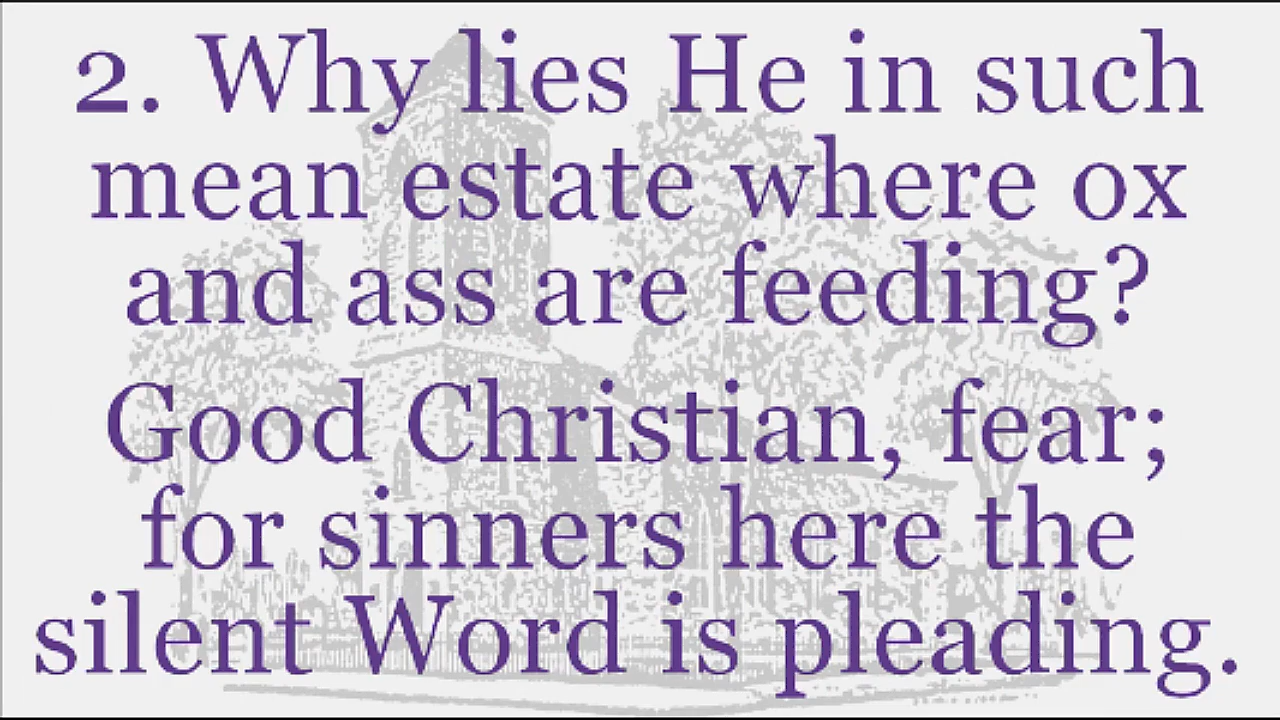 2. Why lies He in such
mean estate where ox
and ass are feeding?
Good Christian, fear;
for sinners here the
silent Word is pleading.